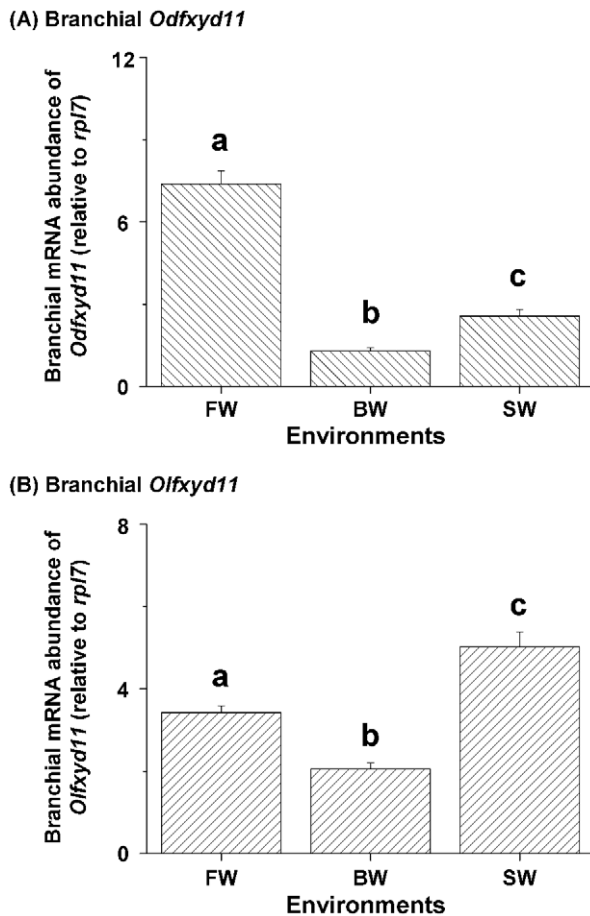 (A) Branchial Odfxyd11
Branchial mRNA abundance of
Odfxyd11 (relative to rpl7)
12
6
0
a
b
c
FW BW SW
Environments
(B) Branchial Olfxyd11
Branchial mRNA abundance of
Olfxyd11 (relative to rpl7)
8
4
0
a
b
c
FW BW SW
Environments